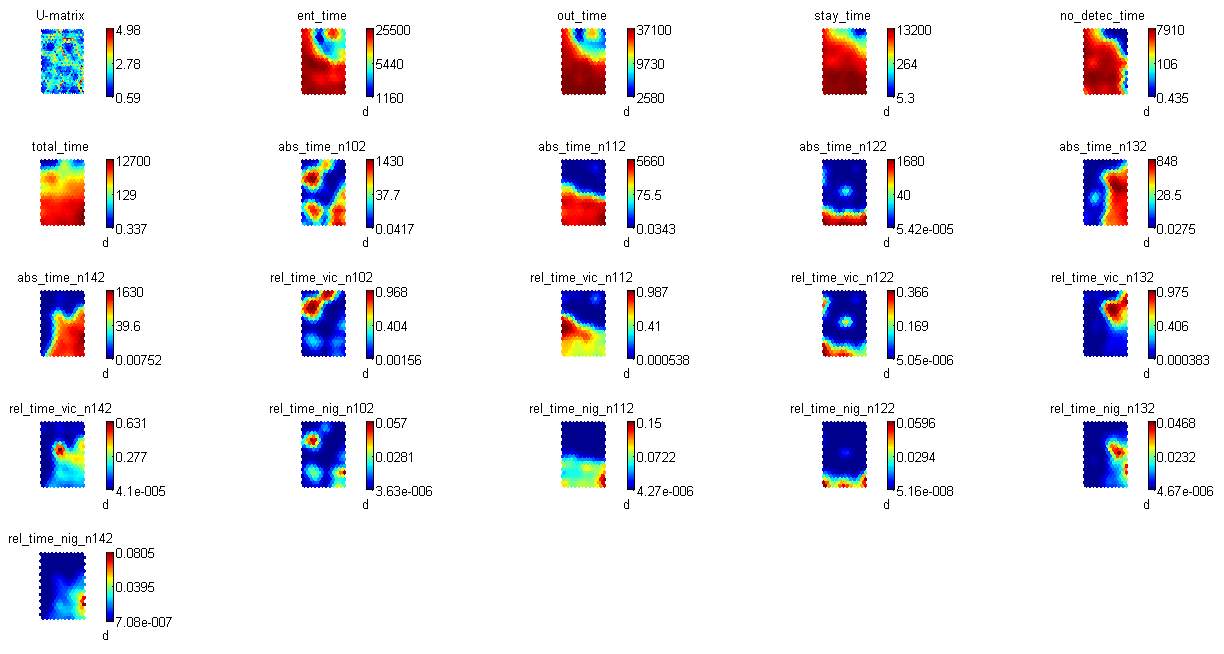 U-matrix
4.98
2.78
0.59
ent_time
25500
5440
1160
d
out_time
37100
9730
2580
stay_time
13200
264
5.3
d
no_detec_time
7910
106
0.435
d
total_time
12700
129
0.337
d
abs_time_n102
1430
37.7
0.0417
d
abs_time_n112
5660
75.5
0.0343
d
abs_time_n122
1680
40
5.42e-005
d
abs_time_n132
848
28.5
0.0275
d
abs_time_n142
1630
39.6
0.00752
d
rel_time_vic_n102
0.968
0.404
0.00156
d
rel_time_vic_n112
0.987
0.41
0.000538
d
rel_time_vic_n122
0.366
0.169
5.05e-006
d
rel_time_vic_n132
0.975
0.406
0.000383
d
rel_time_vic_n142
0.631
0.277
4.1e-005
d
rel_time_nig_n102
0.057
0.0281
3.63e-006
d
rel_time_nig_n112
0.15
0.0722
4.27e-006
d
rel_time_nig_n122
0.0596
0.0294
5.16e-008
d
rel_time_nig_n132
0.0468
0.0232
4.67e-006
d
rel_time_nig_n142
0.0805
0.0395
7.08e-007
d